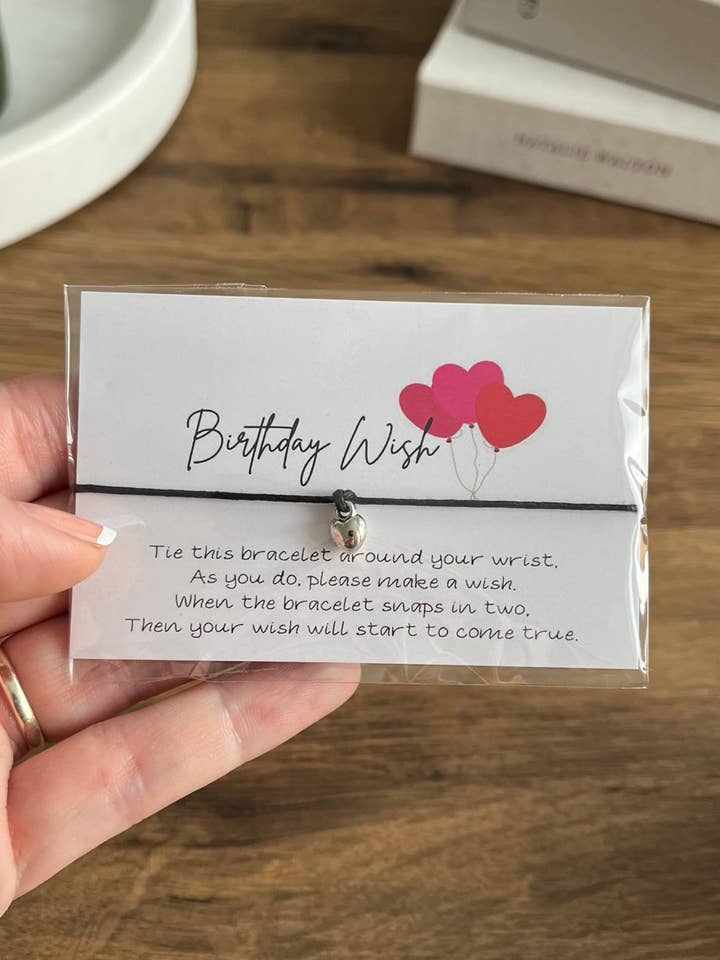 Birthday Wish
Tie this bracelet around your wrist,
As you do, please make a wish.
When the bracelet snaps in two,
Then your wish will start to come true.